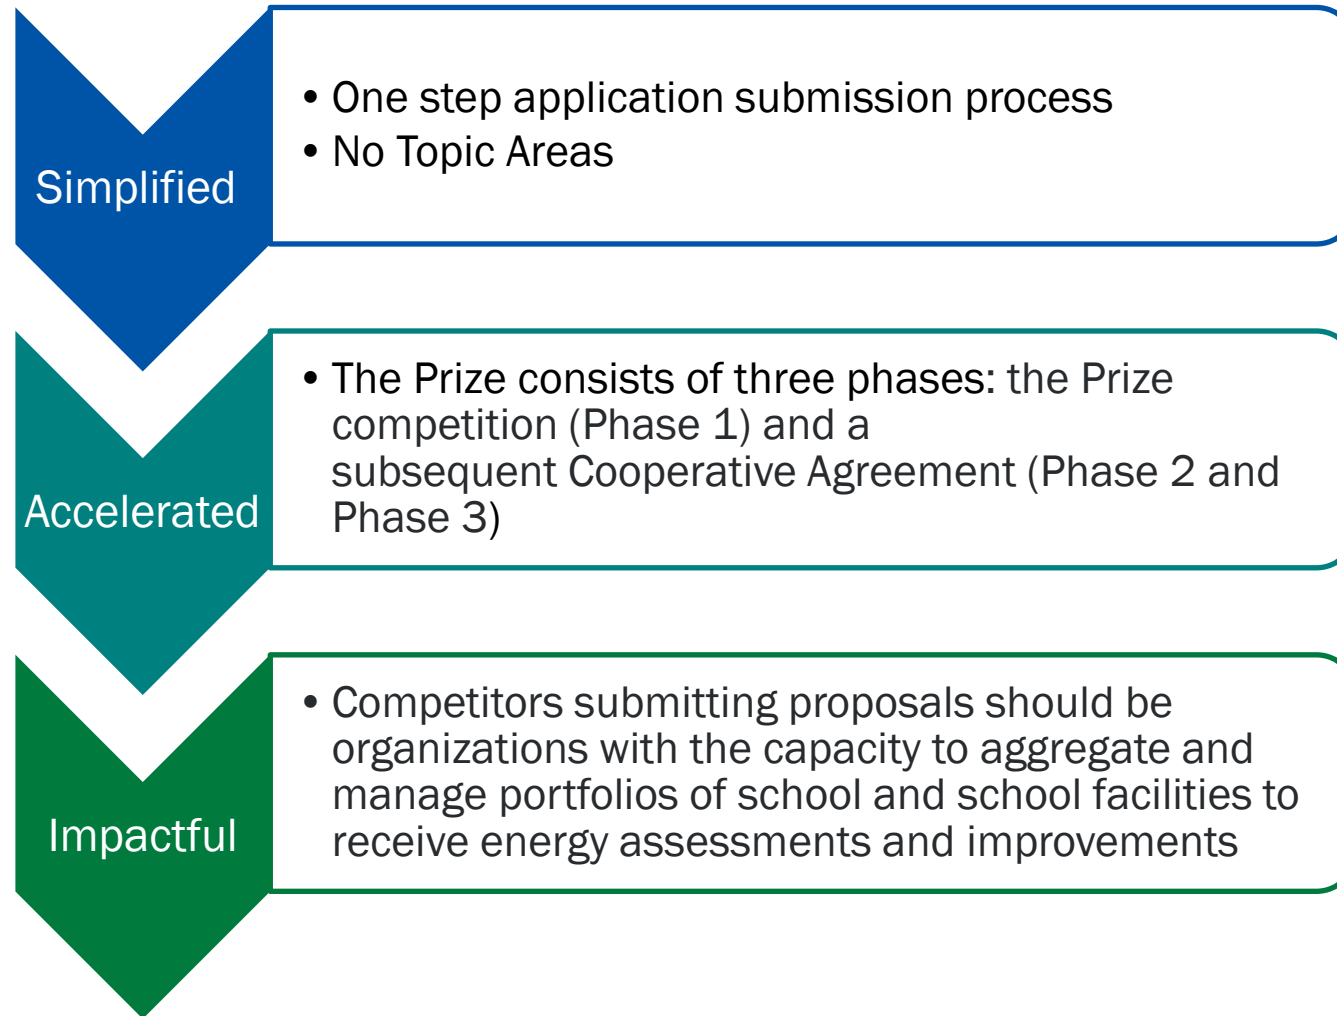 Simplified
• One step application submission process
• No Topic Areas
Accelerated
• The Prize consists of three phases: the Prize
competition (Phase 1) and a
subsequent Cooperative Agreement (Phase 2 and
Phase 3)
Impactful
• Competitors submitting proposals should be
organizations with the capacity to aggregate and
manage portfolios of school and school facilities to
receive energy assessments and improvements